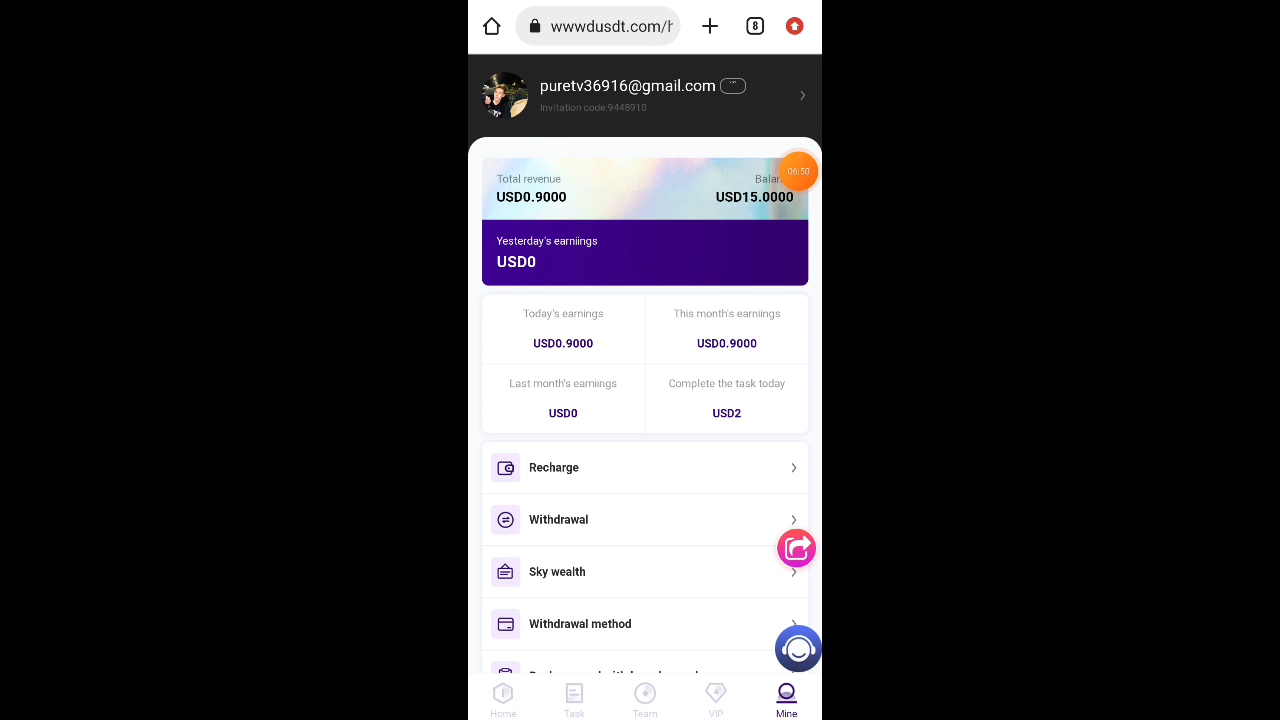 wwwdusdt.com/h
8
puretv36916@gmail.com
Invitation code:9448910
Total revenue
Balan
06:50
USD0.9000
USD15.0000
Yesterday's earniings
USD0
Today's earnings
This month's earniings
USD0.9000
USD0.9000
Last month's earniings
Complete the task today
USD0
USD2
Recharge
Withdrawal
Sky wealth
Withdrawal method
Home
Task
Team
VIP
Mine